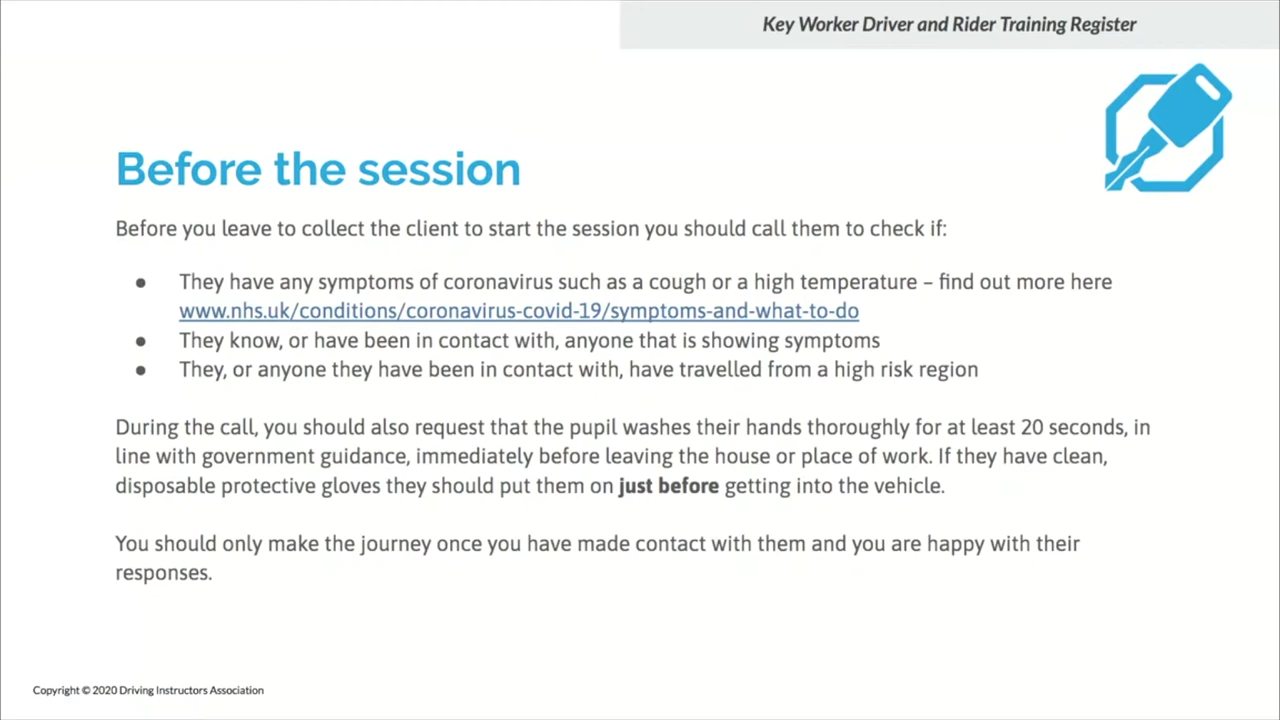 Key Worker Driver and Rider Training Register
Before the session
Before you leave to collect the client to start the session you should call them to check if:
● They have any symptoms of coronavirus such as a cough or a high temperature – find out more here
www.nhs.uk/conditions/coronavirus-covid-19/symptoms-and-what-to-do
● They know, or have been in contact with, anyone that is showing symptoms
● They, or anyone they have been in contact with, have travelled from a high risk region
During the call, you should also request that the pupil washes their hands thoroughly for at least 20 seconds, in
line with government guidance, immediately before leaving the house or place of work. If they have clean,
disposable protective gloves they should put them on just before getting into the vehicle.
You should only make the journey once you have made contact with them and you are happy with their
responses.
Copyright © 2020 Driving Instructors Association